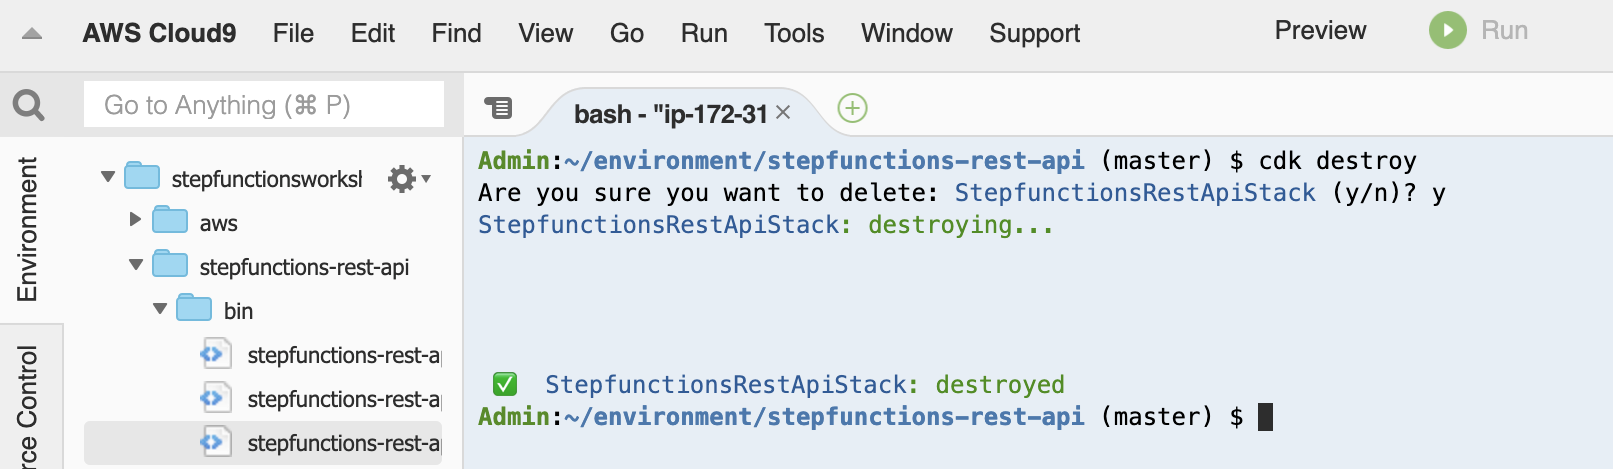 AWS Cloud9 File Edit Find View Go Run Tools Window Support Preview Run
Go to Anything (⌘ P)
bash - "ip-172-31
Environment
stepfunctionsworksh
aws
stepfunctions-rest-api
bin
stepfunctions-rest-a
stepfunctions-rest-a
stepfunctions-rest-a
rce Control
Admin:~/environment/stepfunctions-rest-api (master) $ cdk destroy
Are you sure you want to delete: StepfunctionsRestApiStack (y/n)? y
StepfunctionsRestApiStack: destroying...
✅ StepfunctionsRestApiStack: destroyed
Admin:~/environment/stepfunctions-rest-api (master) $